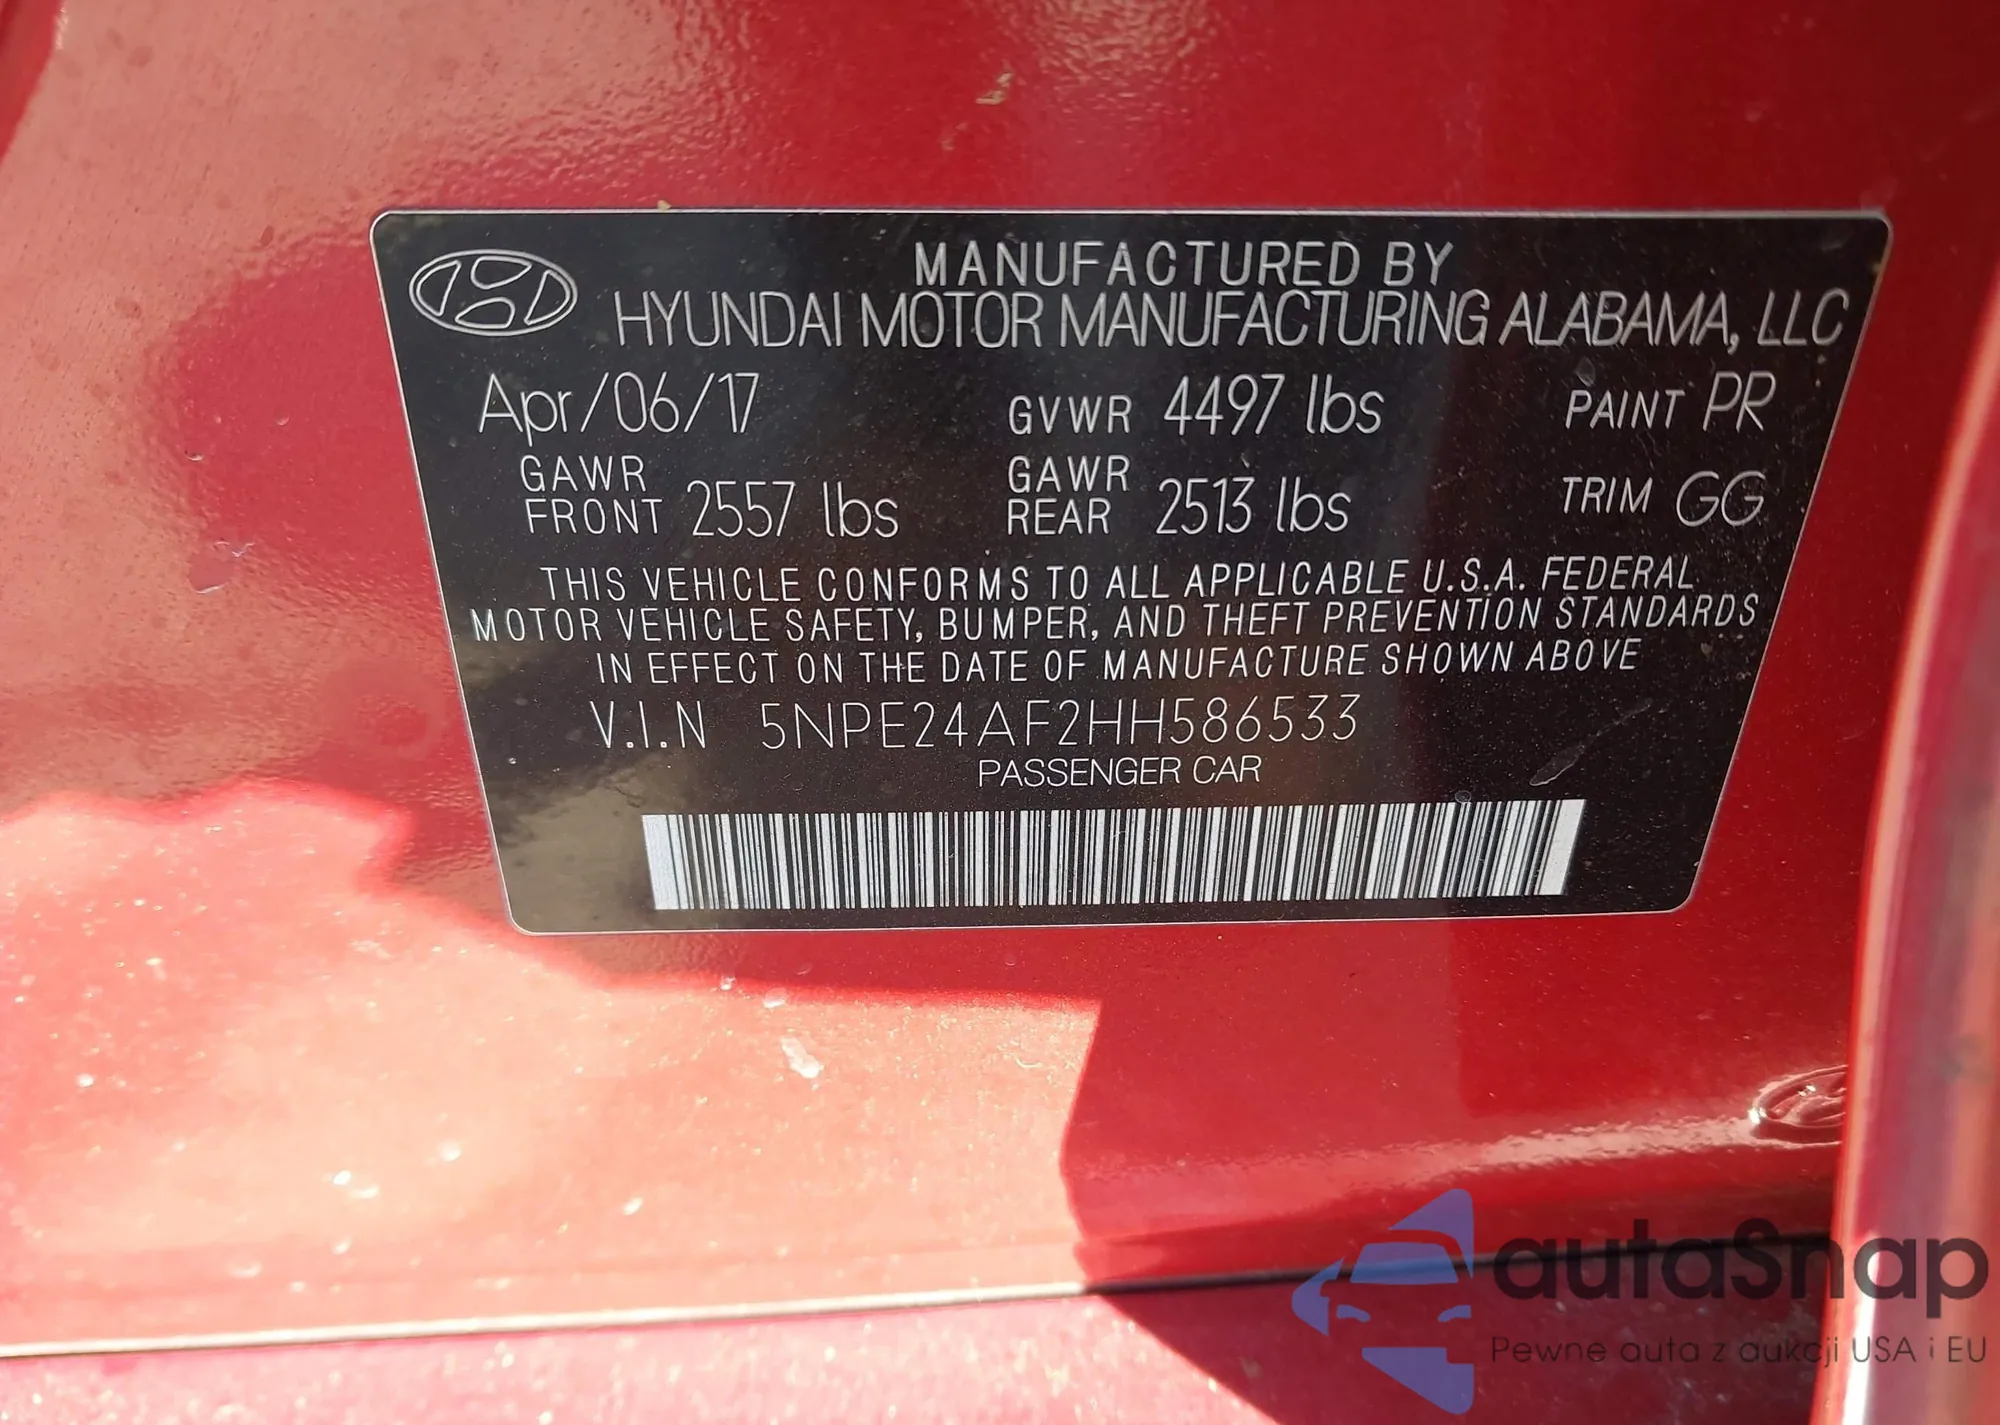 MANUFACTURED BY
HYUNDAI MOTOR MANUFACTURING ALABAMA, LLC
Apr/06/17 GVWR 4497 lbs PAINT PR
GAWR FRONT 2557 lbs GAWR REAR 2513 lbs TRIM GG
THIS VEHICLE CONFORMS TO ALL APPLICABLE U.S.A. FEDERAL
MOTOR VEHICLE SAFETY, BUMPER, AND THEFT PREVENTION STANDARDS
IN EFFECT ON THE DATE OF MANUFACTURE SHOWN ABOVE
V.I.N 5NPE24AF2HH586533
PASSENGER CAR
autaSnap
Pewne auta z aukcji USA i EU